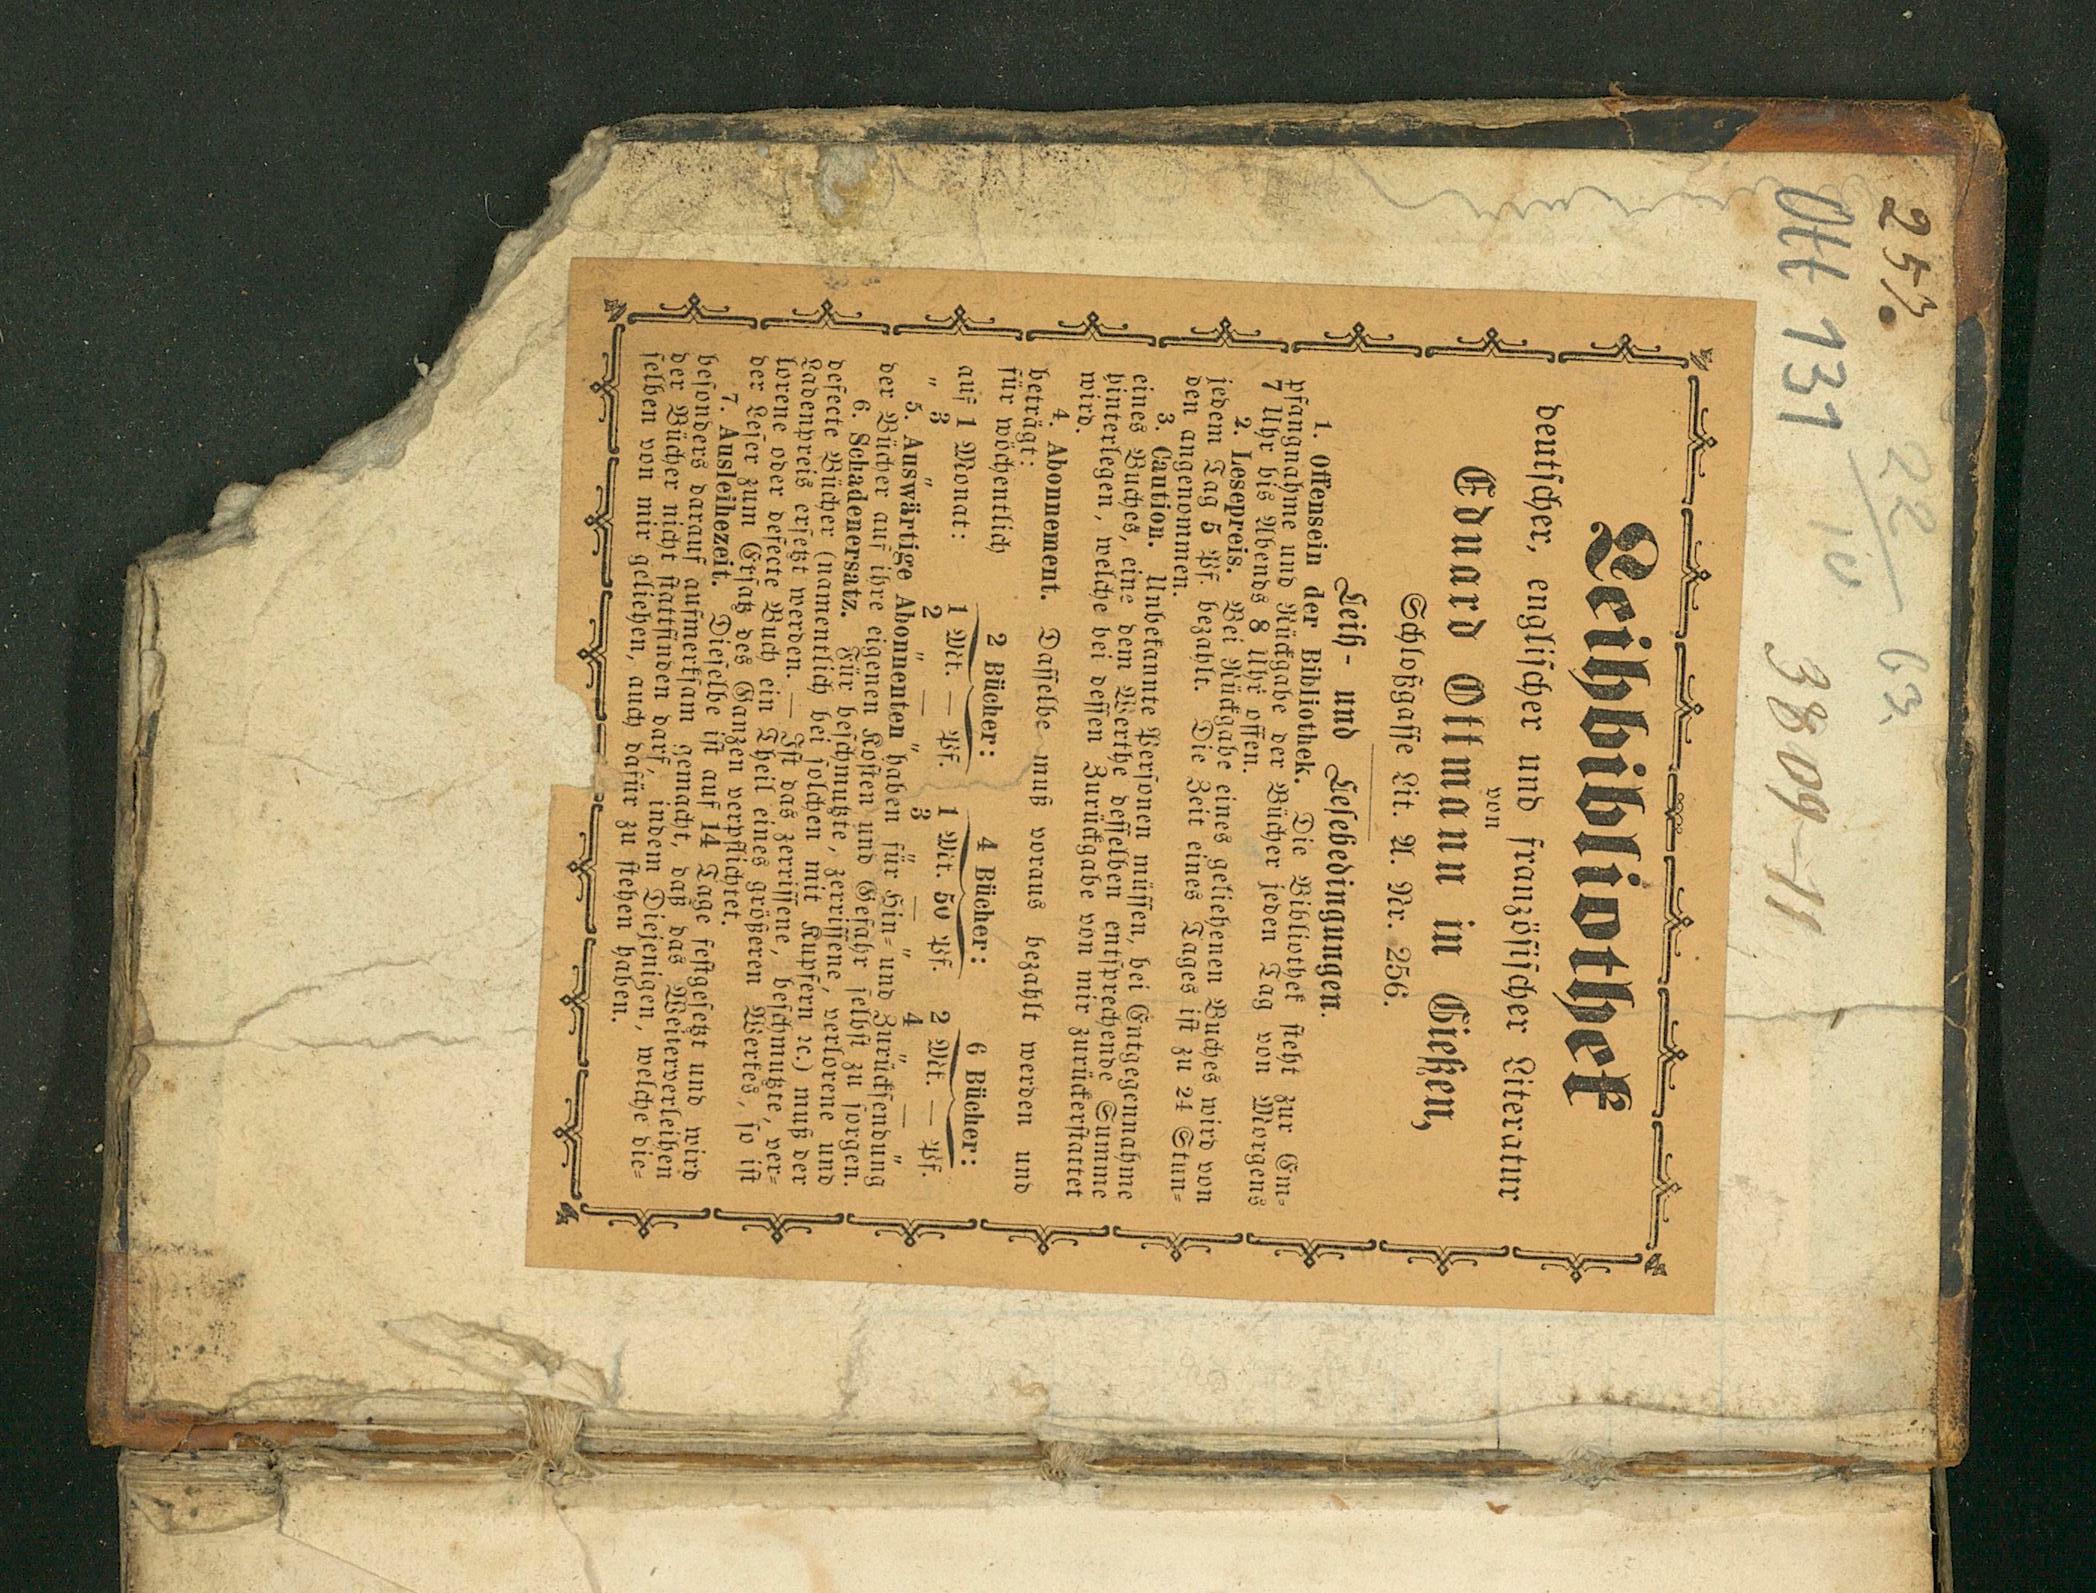 253.
Ott 131
22/10 63.
3809-11
Leihbibliothek
deutscher, englischer und französischer Literatur
von
Eduard Ottmann in Gießen,
Schloßgasse Lit. A. Nr. 256.
Leih- und Lesebedingungen.
1. Offensein der Bibliothek. Die Bibliothek steht zur Em-
pfangnahme und Rückgabe der Bücher jeden Tag von Morgens
7 Uhr bis Abends 8 Uhr offen.
2. Lesepreis. Bei Rückgabe eines geliehenen Buches wird von
jedem Tag 5 Pf. bezahlt. Die Zeit eines Tages ist zu 24 Stun-
den angenommen.
3. Caution. Unbekannte Personen müssen, bei Entgegennahme
eines Buches, eine dem Werthe desselben entsprechende Summe
hinterlegen, welche bei dessen Zurückgabe von mir zurückerstattet
wird.
4. Abonnement. Dasselbe muß voraus bezahlt werden und
beträgt:
für wöchentlich 2 Bücher: 4 Bücher: 6 Bücher:
auf 1 Monat: 1 Mk. — Pf. 1 Mk. 50 Pf. 2 Mk. — Pf.
" 3 " 2 " — " 3 " — " 4 " — "
5. Auswärtige Abonnenten haben für Hin- und Zurücksendung
der Bücher auf ihre eigenen Kosten und Gefahr selbst zu sorgen.
6. Schadenersatz. Für beschmutzte, zerrissene, verlorene und
defecte Bücher (namentlich bei solchen mit Kupfern ꝛc.) muß der
Ladenpreis ersetzt werden. — Ist das zerrissene, beschmutzte, ver-
lorene oder defecte Buch ein Theil eines größeren Werkes, so ist
der Leser zum Ersatz des Ganzen verpflichtet.
7. Ausleihezeit. Dieselbe ist auf 14 Tage festgesetzt und wird
besonders darauf aufmerksam gemacht, daß das Weiterverleihen
der Bücher nicht stattfinden darf, indem Diejenigen, welche die-
selben von mir geliehen, auch dafür zu stehen haben.